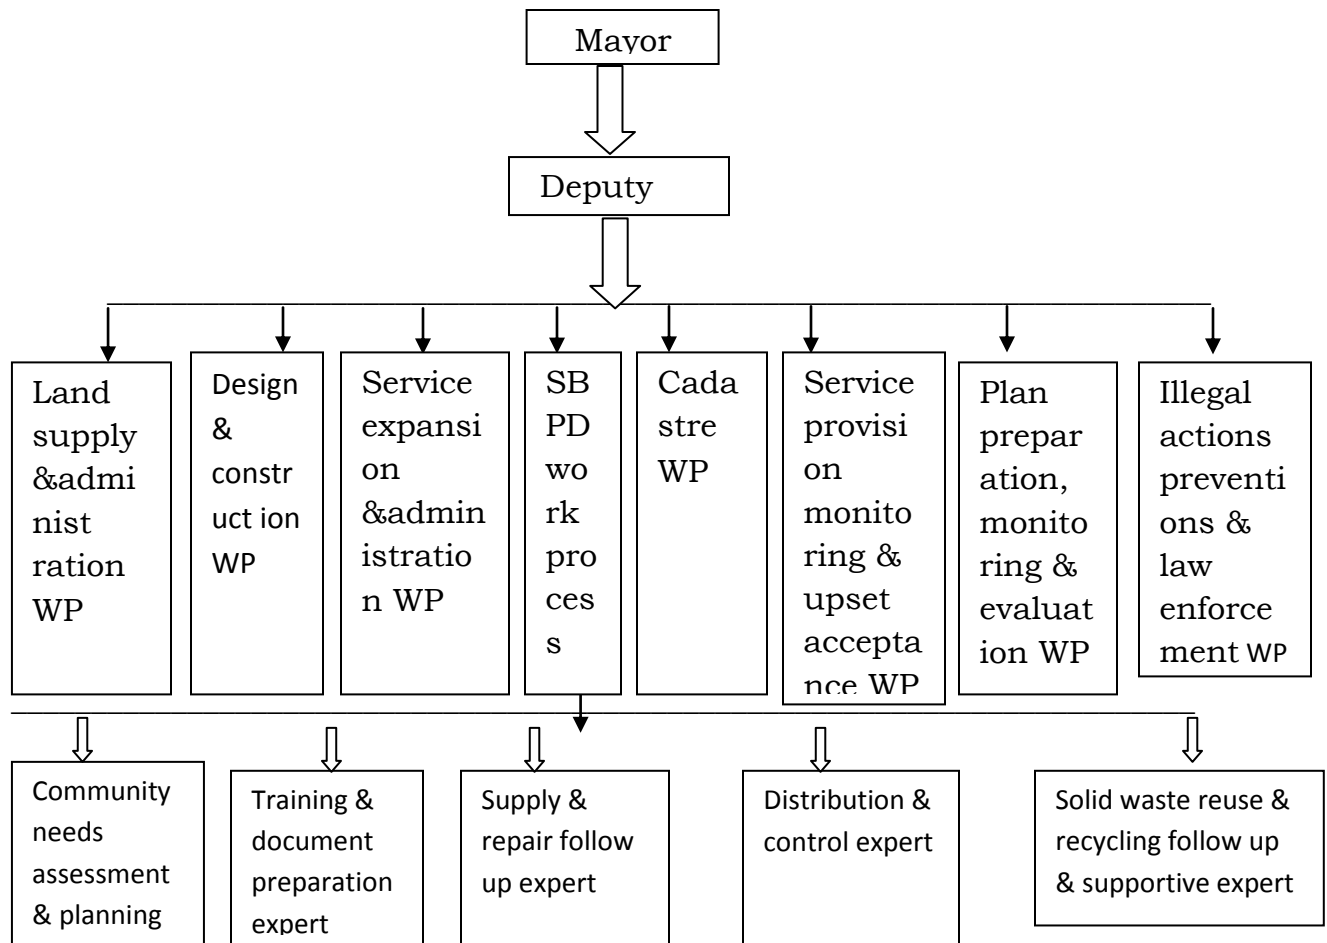 Mayor
Deputy
Land
supply
&admi
nist
ration
WP
Design
&
constr
uct ion
WP
Service
expansi
on
&admin
istratio
n WP
SB
PD
wo
rk
pro
ces
s
Cada
stre
WP
Service
provisi
on
monito
ring &
upset
accepta
nce WP
Plan
prepar
ation,
monito
ring &
evaluat
ion WP
Illegal
actions
preventi
ons &
law
enforce
ment WP
Community
needs
assessment
& planning
Training &
document
preparation
expert
Supply &
repair follow
up expert
Distribution &
control expert
Solid waste reuse &
recycling follow up
& supportive expert